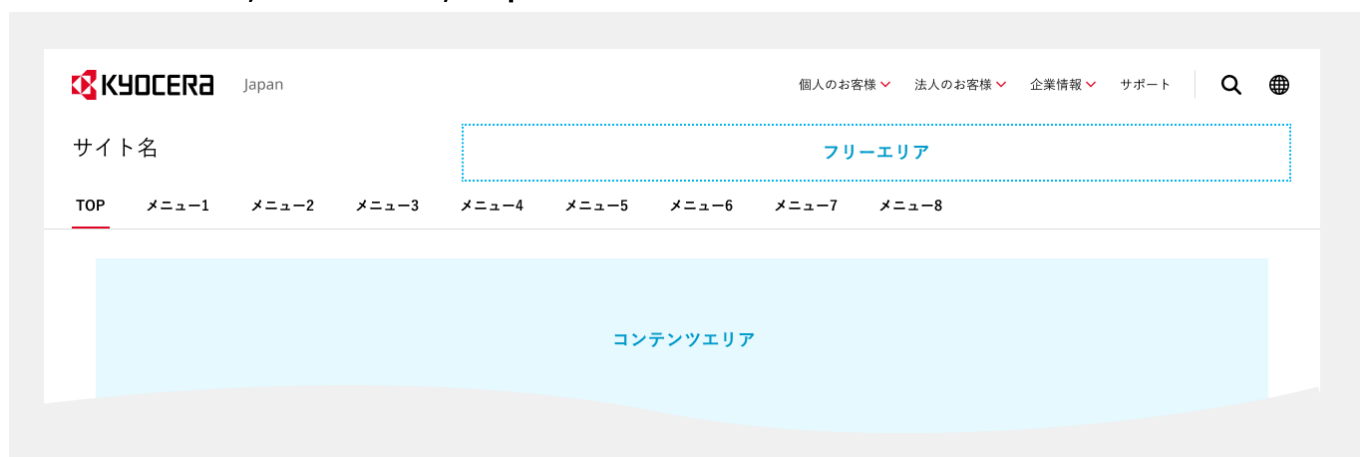 KYOCERA Japan 個人のお客様 法人のお客様 企業情報 サポート
サイト名 フリーエリア
TOP メニュー1 メニュー2 メニュー3 メニュー4 メニュー5 メニュー6 メニュー7 メニュー8
コンテンツエリア